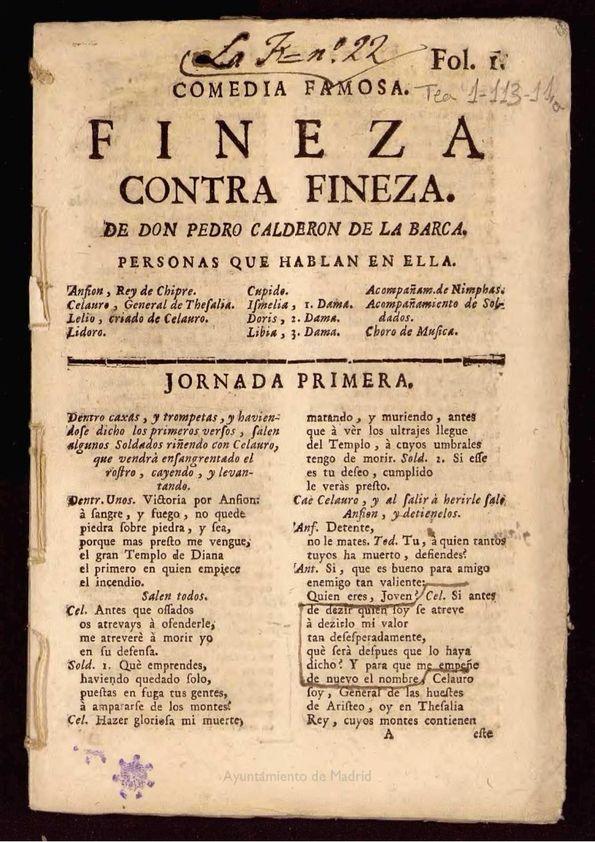 La K= nº. 22
Fol. 1.
COMEDIA FAMOSA.
Tea 1-113-11,a
FINEZA
CONTRA FINEZA.
DE DON PEDRO CALDERON DE LA BARCA.
PERSONAS QUE HABLAN EN ELLA.
Anfion, Rey de Chipre.
Celauro, General de Thesalia.
Lelio, criado de Celauro.
Lidoro.
Cupido.
Ismelia, 1. Dama.
Doris, 2. Dama.
Libia, 3. Dama.
Acompañam. de Nimphas.
Acompañamiento de Sol-
dados.
Choro de Musica.
JORNADA PRIMERA.
Dentro caxas, y trompetas, y havien-
dose dicho los primeros versos, salen
algunos Soldados riñendo con Celauro,
que vendrà ensangrentado el
rostro, cayendo, y levan-
tando.
Dentr. Unos. Victoria por Anfion:
à sangre, y fuego, no quede
piedra sobre piedra, y sea,
porque mas presto me vengue,
el gran Templo de Diana
el primero en quien empiece
el incendio.
Salen todos.
Cel. Antes que ossados
os atrevays à ofenderle,
me atreverè à morir yo
en su defensa.
Sold. 1. Què emprendes,
haviendo quedado solo,
puestas en fuga tus gentes,
à ampararse de los montes?
Cel. Hazer gloriosa mi muerte,
matando, y muriendo, antes
que à vèr los ultrajes llegue
del Templo, à cuyos umbrales
tengo de morir. Sold. 2. Si esse
es tu deseo, cumplido
le veràs presto.
Cae Celauro, y al salir à herirle sale
Anfion, y detienelos.
Anf. Detente,
no le mates. Tod. Tu, à quien tantos
tuyos ha muerto, defiendes?
Ant. Si, que es bueno para amigo
enemigo tan valiente:
Quien eres, Joven? Cel. Si antes
de dezir quien soy se atreve
à dezirlo mi valor
tan desesperadamente,
què serà despues que lo haya
dicho? Y para que me empeñe
de nuevo el nombre, Celauro
soy, General de las huestes
de Aristeo, oy en Thesalia
Rey, cuyos montes contienen
A este
Ayuntamiento de Madrid